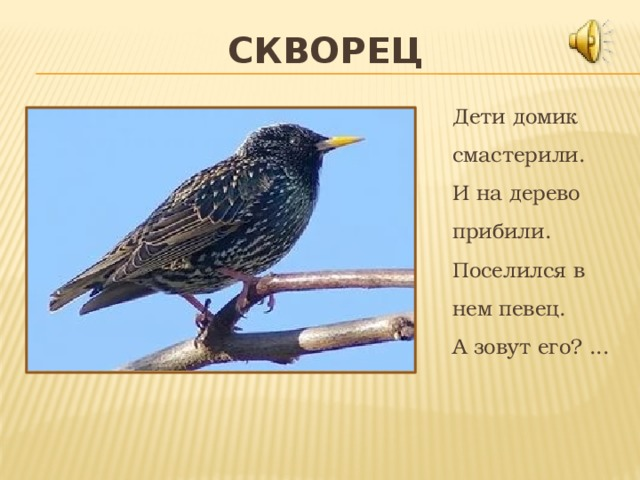 СКВОРЕЦ
Дети домик
смастерили.
И на дерево
прибили.
Поселился в
нем певец.
А зовут его? ...